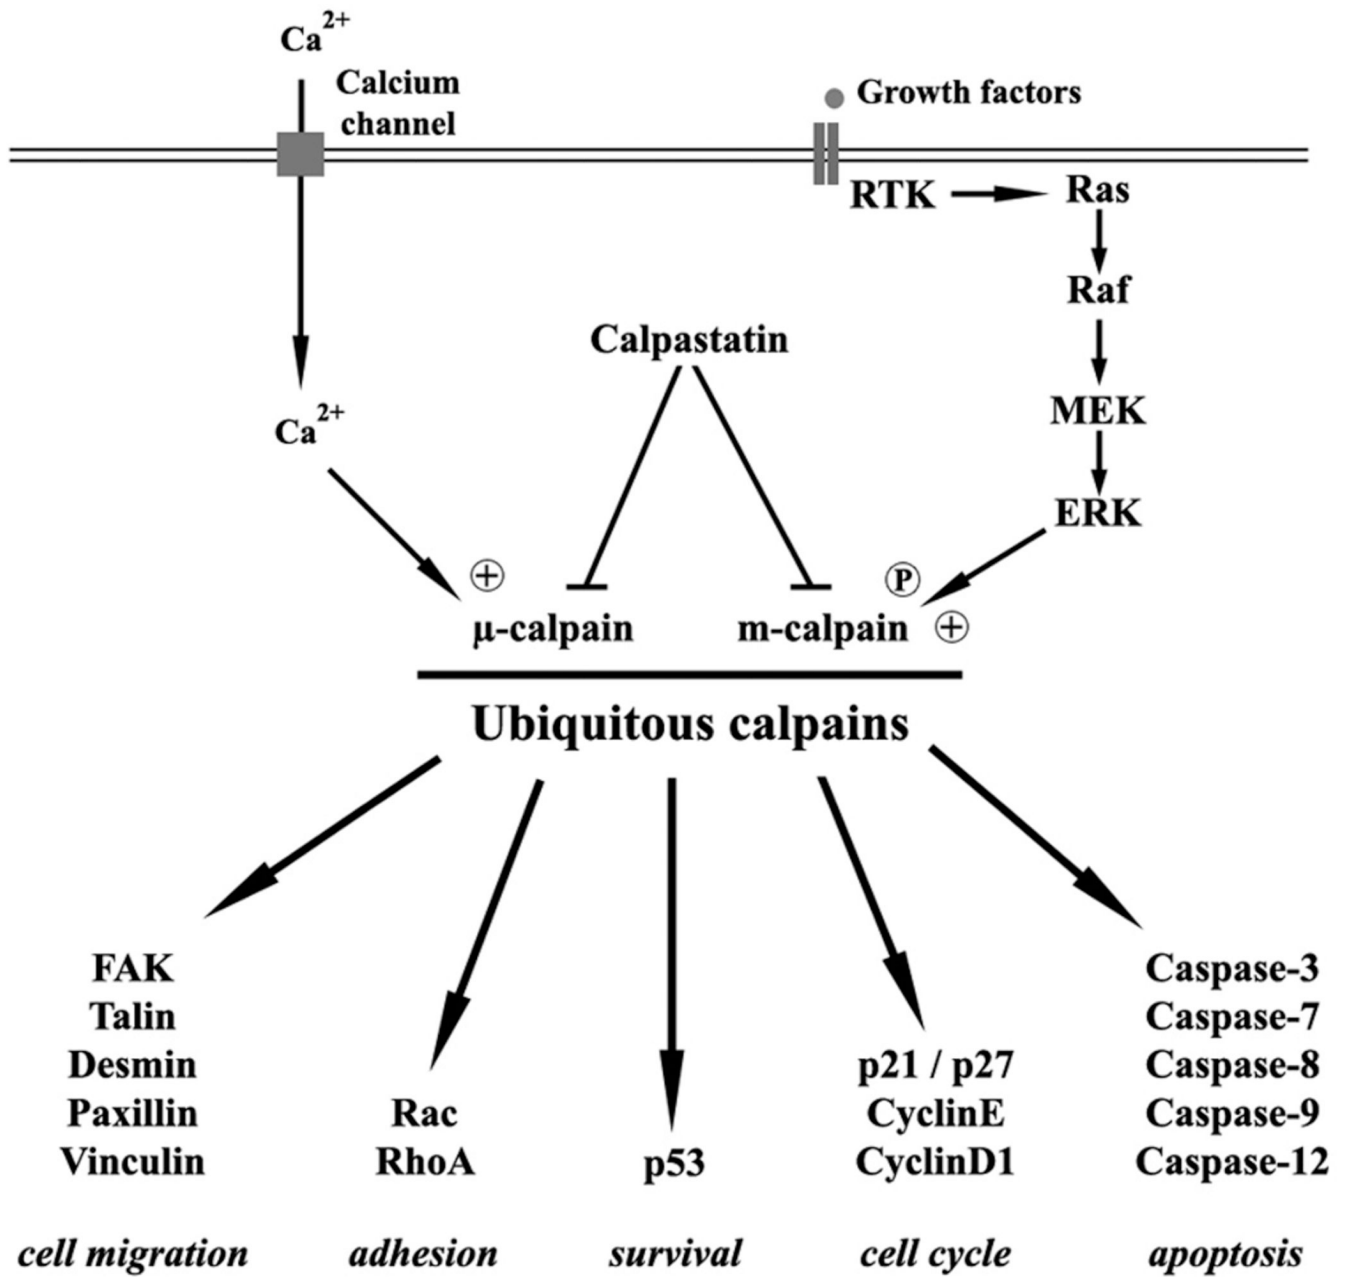 Ca2+
Calcium
channel
Growth factors
RTK
Ras
Raf
Calpastatin
MEK
Ca2+
ERK
+
P
μ-calpain
m-calpain
+
Ubiquitous calpains
FAK
Talin
Desmin
Paxillin
Vinculin
Rac
RhoA
p53
p21 / p27
CyclinE
CyclinD1
Caspase-3
Caspase-7
Caspase-8
Caspase-9
Caspase-12
cell migration
adhesion
survival
cell cycle
apoptosis